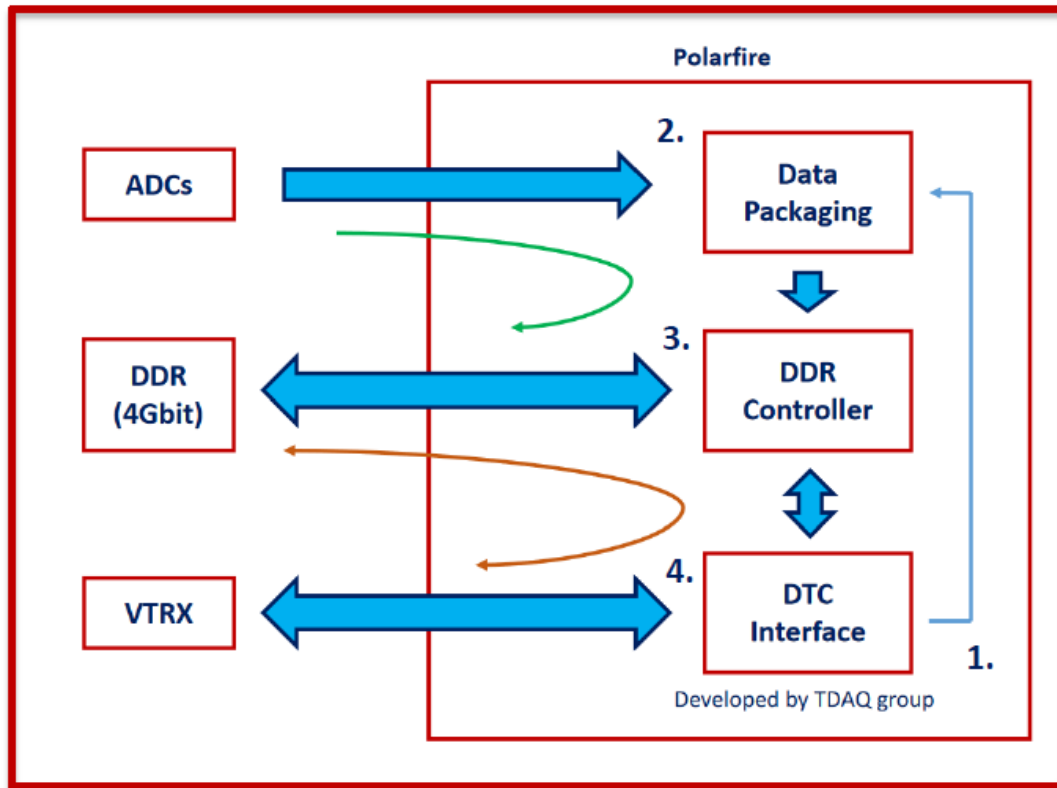 Polarfire
2.
ADCs
Data
Packaging
3.
DDR
(4Gbit)
DDR
Controller
4.
VTRX
DTC
Interface
1.
Developed by TDAQ group